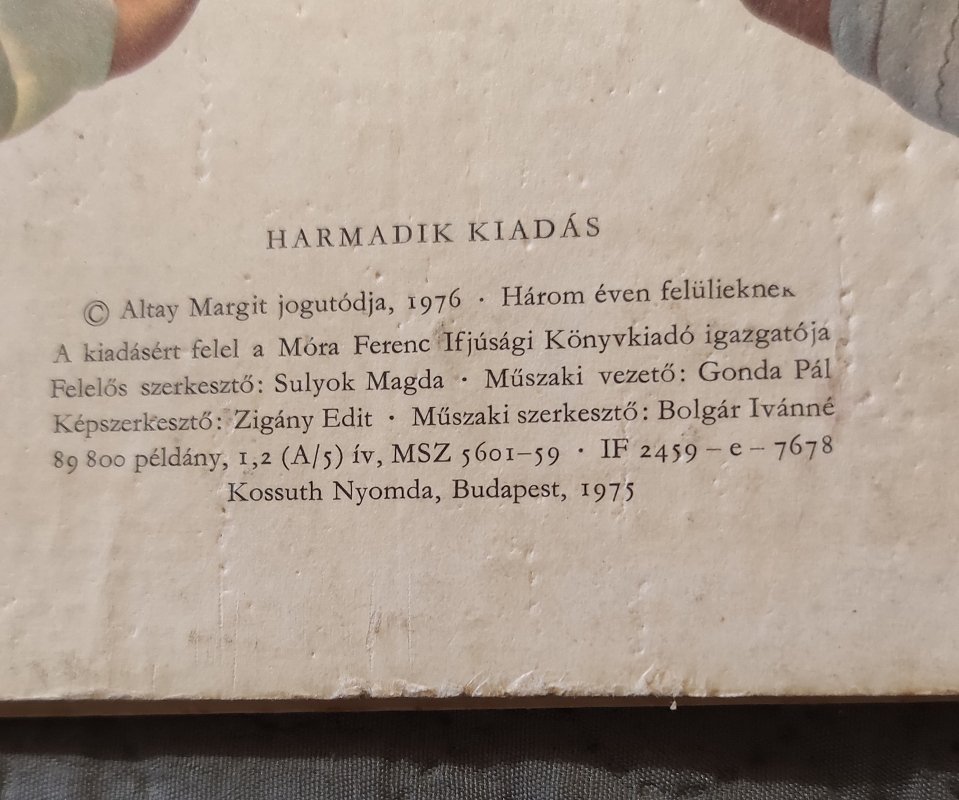 HARMADIK KIADÁS
© Altay Margit jogutódja, 1976 · Három éven felülieknek
A kiadásért felel a Móra Ferenc Ifjúsági Könyvkiadó igazgatója
Felelős szerkesztő: Sulyok Magda · Műszaki vezető: Gonda Pál
Képszerkesztő: Zigány Edit · Műszaki szerkesztő: Bolgár Ivánné
89 800 példány, 1,2 (A/5) ív, MSZ 5601–59 · IF 2459 – e – 7678
Kossuth Nyomda, Budapest, 1975